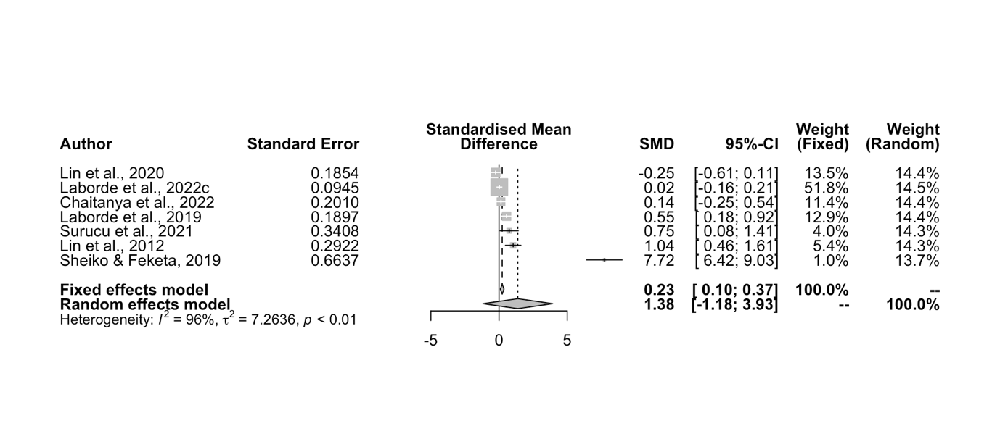 Standardised Mean Weight Weight
Author Standard Error Difference SMD 95%-CI (Fixed) (Random)
Lin et al., 2020 0.1854 -0.25 [-0.61; 0.11] 13.5% 14.4%
Laborde et al., 2022c 0.0945 0.02 [-0.16; 0.21] 51.8% 14.5%
Chaitanya et al., 2022 0.2010 0.14 [-0.25; 0.54] 11.4% 14.4%
Laborde et al., 2019 0.1897 0.55 [ 0.18; 0.92] 12.9% 14.4%
Surucu et al., 2021 0.3408 0.75 [ 0.08; 1.41] 4.0% 14.3%
Lin et al., 2012 0.2922 1.04 [ 0.46; 1.61] 5.4% 14.3%
Sheiko & Feketa, 2019 0.6637 7.72 [ 6.42; 9.03] 1.0% 13.7%
Fixed effects model 0.23 [ 0.10; 0.37] 100.0% --
Random effects model 1.38 [-1.18; 3.93] -- 100.0%
Heterogeneity: I² = 96%, τ² = 7.2636, p < 0.01
-5 0 5